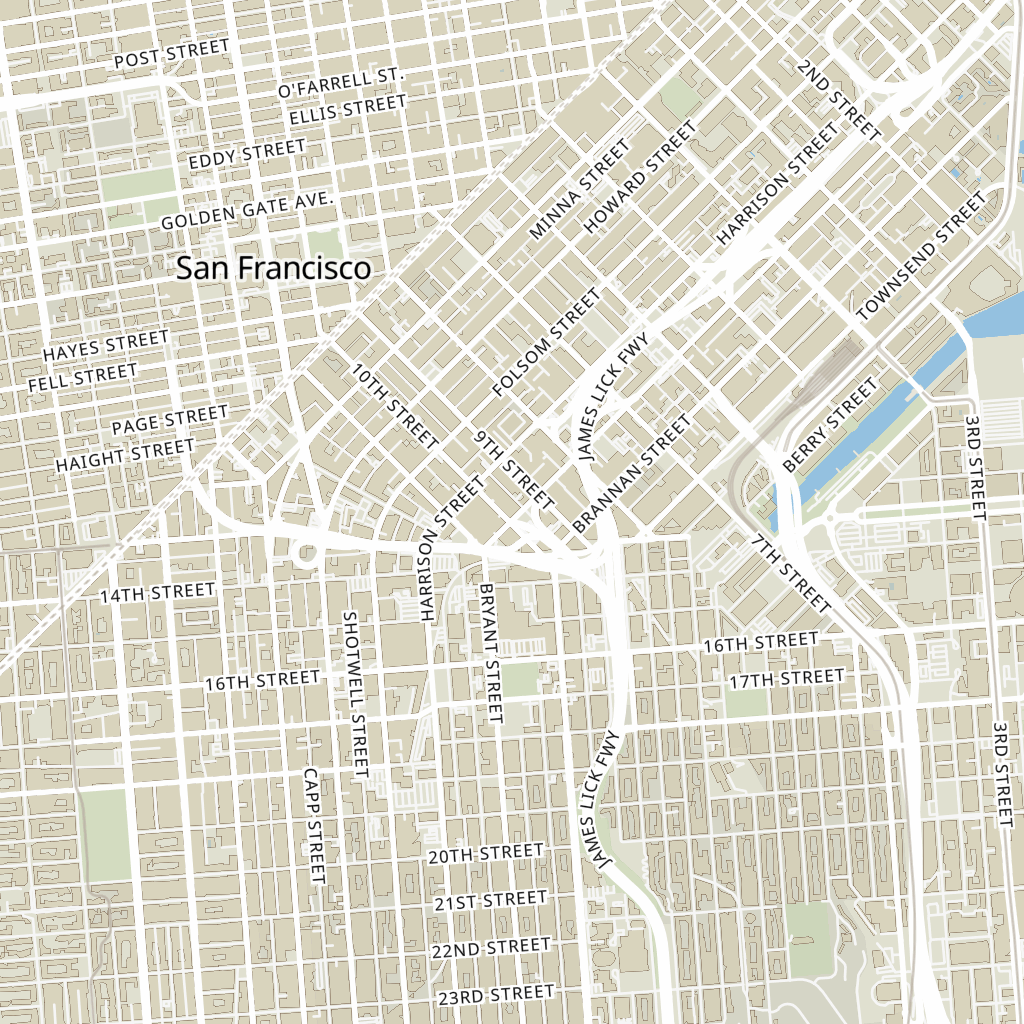 POST STREET
O'FARRELL ST.
ELLIS STREET
2ND STREET
EDDY STREET
MINNA STREET
HOWARD STREET
HARRISON STREET
GOLDEN GATE AVE.
TOWNSEND STREET
San Francisco
HAYES STREET
FELL STREET
FOLSOM STREET
JAMES LICK FWY
10TH STREET
PAGE STREET
HAIGHT STREET
9TH STREET
BRANNAN STREET
BERRY STREET
3RD STREET
HARRISON STREET
7TH STREET
14TH STREET
BRYANT STREET
SHOTWELL STREET
16TH STREET
16TH STREET
17TH STREET
3RD STREET
JAMES LICK FWY
CAPP STREET
20TH STREET
21ST STREET
22ND STREET
23RD STREET